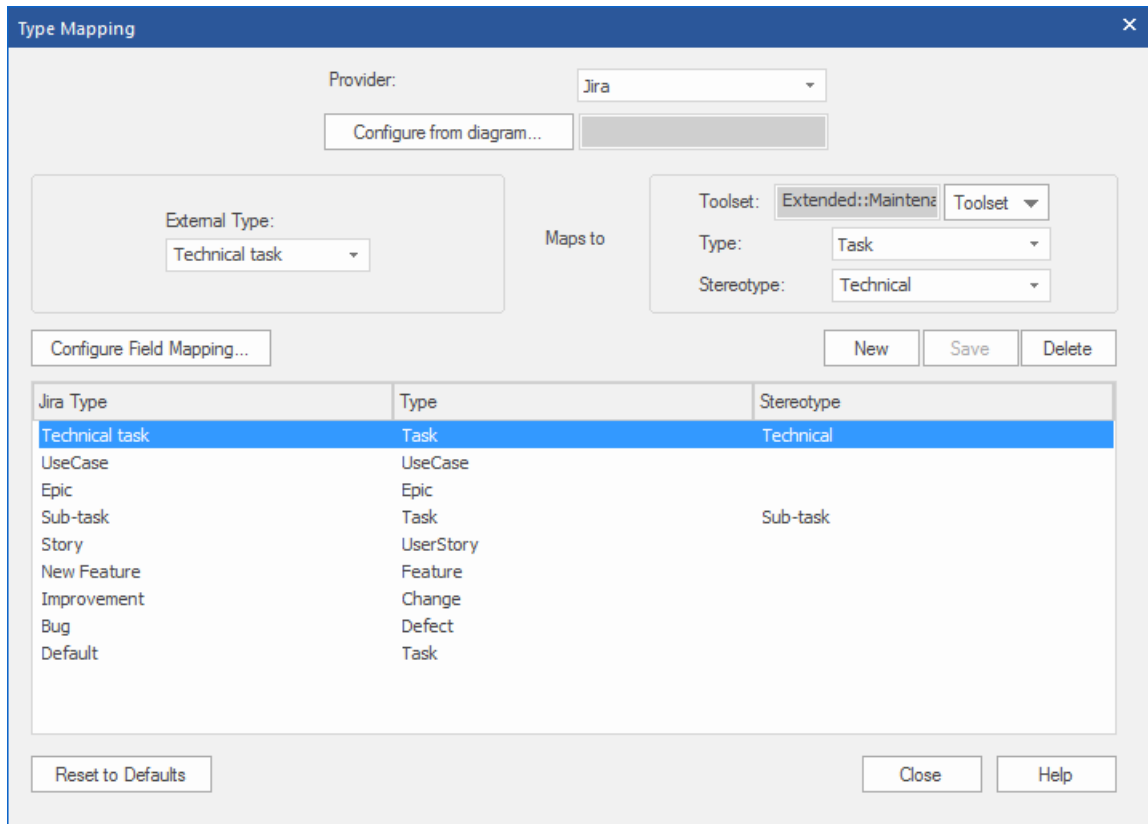 Type Mapping
Provider: Jira
Configure from diagram...
External Type:
Technical task
Maps to
Toolset: Extended::Maintena Toolset
Type: Task
Stereotype: Technical
Configure Field Mapping... New Save Delete
Jira Type Type Stereotype
Technical task Task Technical
UseCase UseCase
Epic Epic
Sub-task Task Sub-task
Story UserStory
New Feature Feature
Improvement Change
Bug Defect
Default Task
Reset to Defaults Close Help